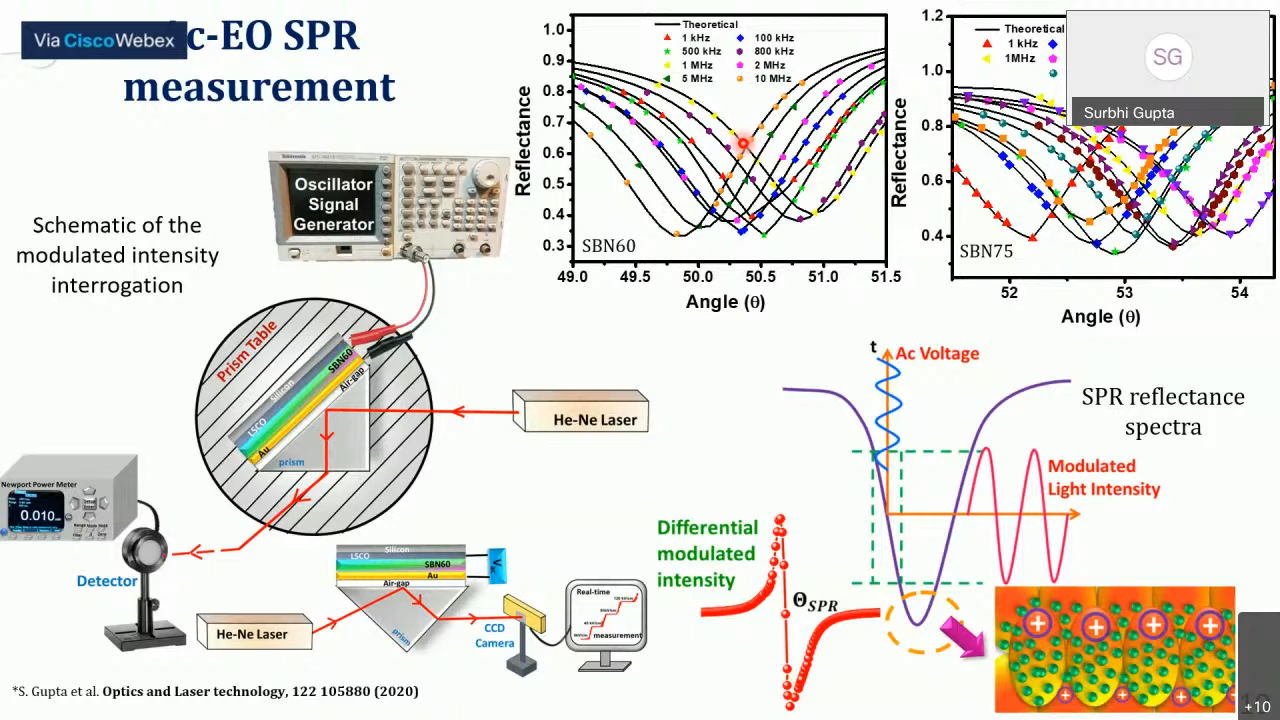 Via CiscoWebex
c-EO SPR
measurement
Schematic of the
modulated intensity
interrogation
Oscillator
Signal
Generator
Prism Table
Silicon
SBN60
Air-gap
LSCO
Au
prism
He-Ne Laser
Newport Power Meter
0.010
Detector
He-Ne Laser
Silicon
LSCO
SBN60
Au
Air-gap
prism
CCD
Camera
Real-time
measurement
*S. Gupta et al. Optics and Laser technology, 122 105880 (2020)
Reflectance
1.0
0.9
0.8
0.7
0.6
0.5
0.4
0.3
Theoretical
1 kHz 100 kHz
500 kHz 800 kHz
1 MHz 2 MHz
5 MHz 10 MHz
SBN60
49.0 49.5 50.0 50.5 51.0 51.5
Angle (θ)
Reflectance
1.2
1.0
0.8
0.6
0.4
Theoretical
1 kHz
1MHz
SBN75
52 53 54
Angle (θ)
SG
Surbhi Gupta
t
Ac Voltage
SPR reflectance
spectra
Modulated
Light Intensity
Differential
modulated
intensity
ΘSPR
+ + + +
+ + + +
+10